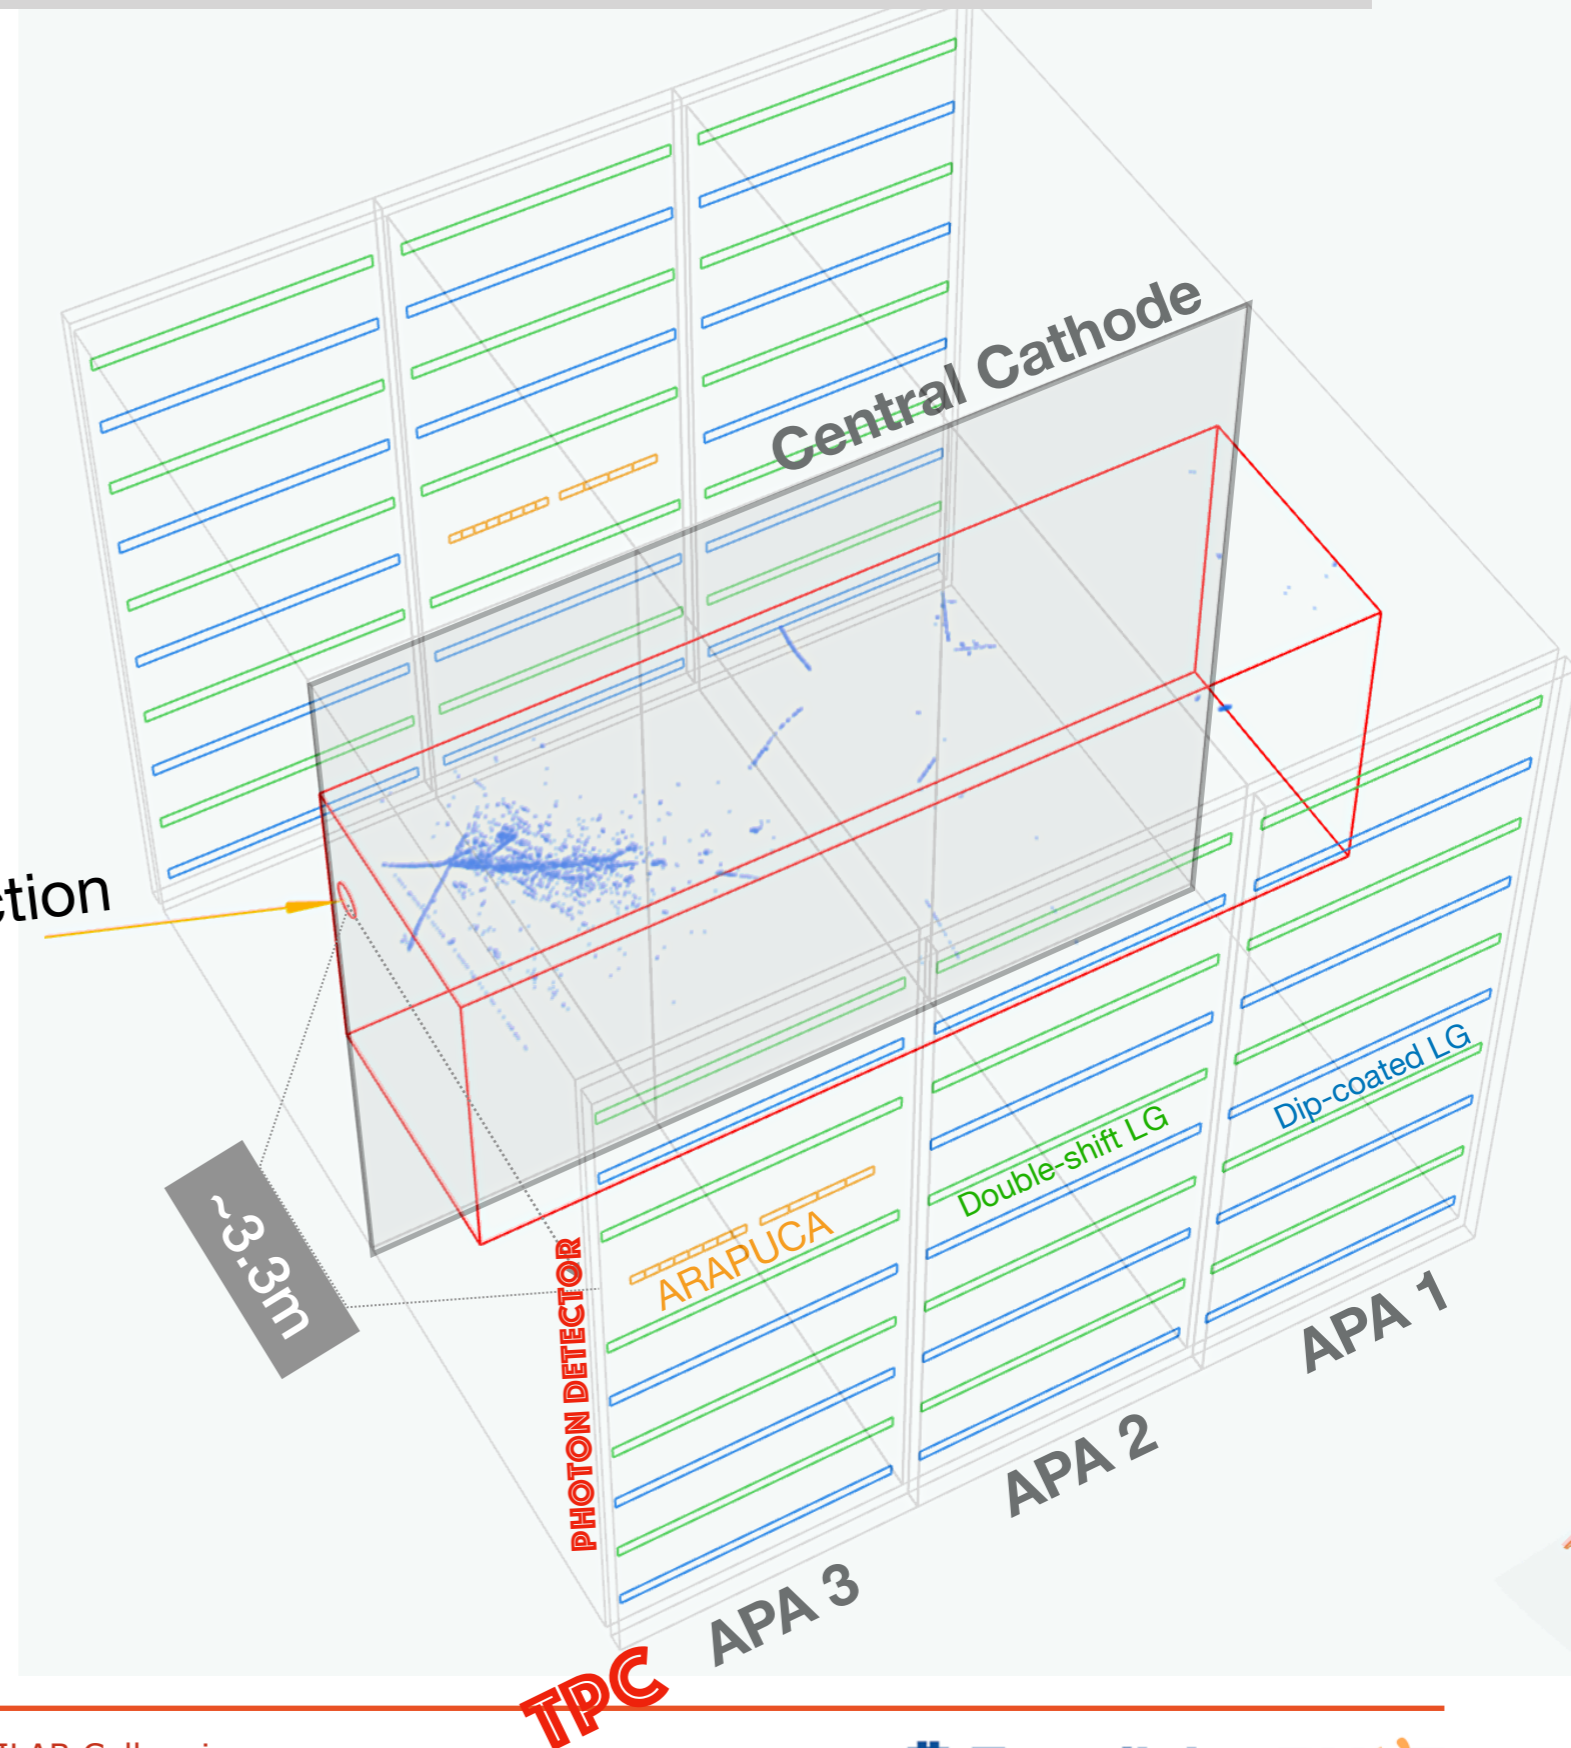 Central Cathode
~3.3m
PHOTON DETECTOR
ARAPUCA
Double-shift LG
Dip-coated LG
APA 1
APA 2
APA 3
TPC